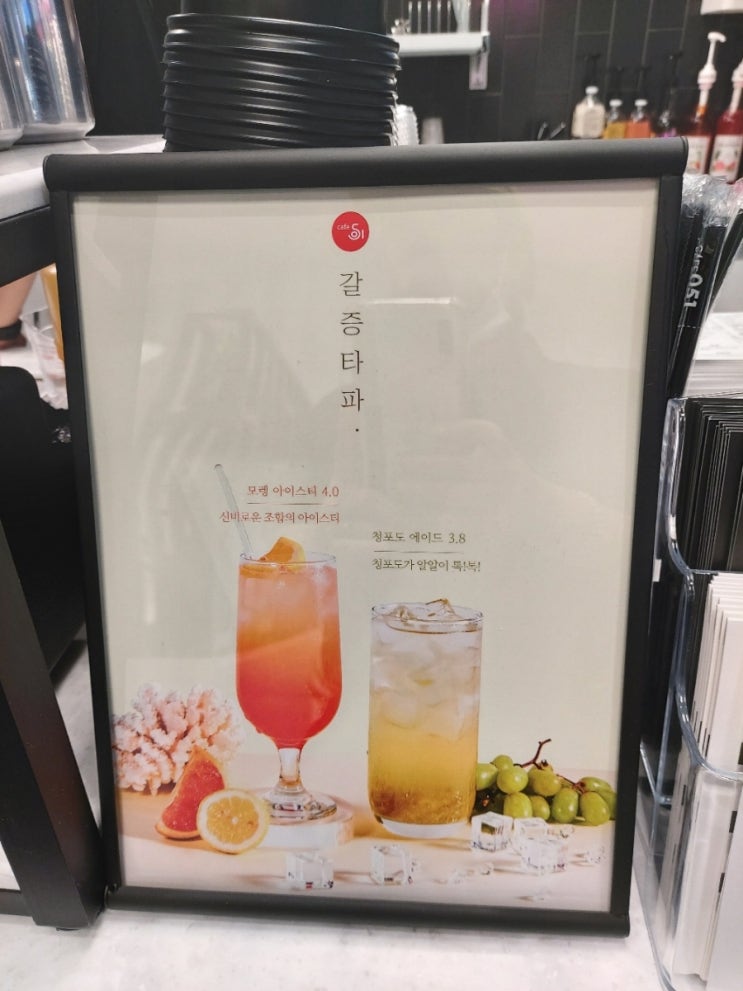 cafe 051
갈증타파.
모렝 아이스티 4.0
신비로운 조합의 아이스티
청포도 에이드 3.8
청포도가 알알이 톡!톡!
051